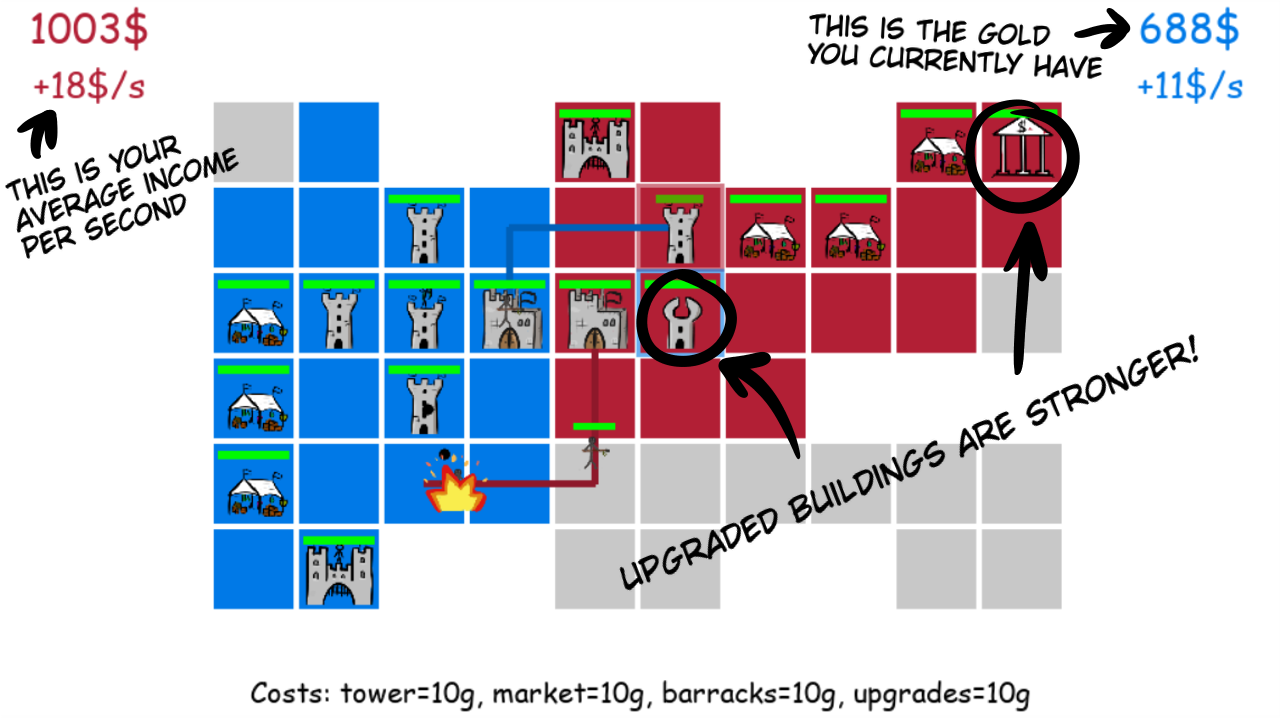 1003$
+18$/s
THIS IS YOUR
AVERAGE INCOME
PER SECOND
THIS IS THE GOLD
YOU CURRENTLY HAVE
688$
+11$/s
$
UPGRADED BUILDINGS ARE STRONGER!
Costs: tower=10g, market=10g, barracks=10g, upgrades=10g